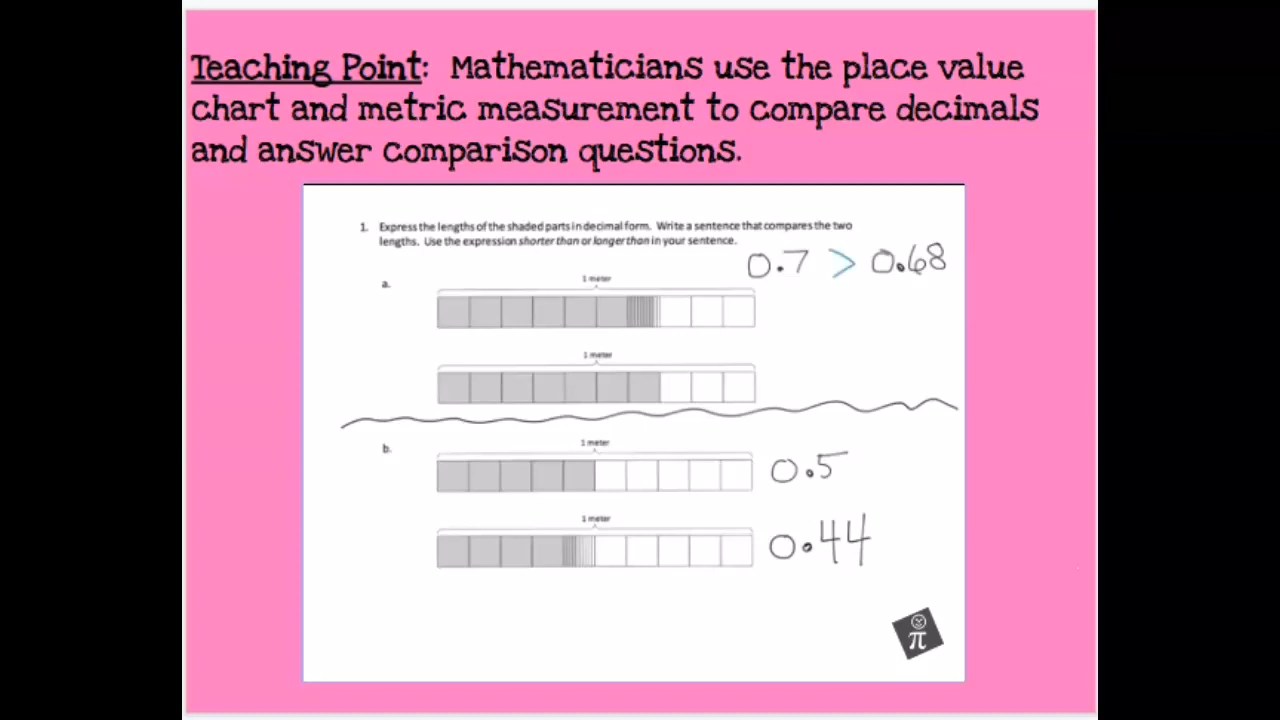 Teaching Point: Mathematicians use the place value
chart and metric measurement to compare decimals
and answer comparison questions.
1. Express the lengths of the shaded parts in decimal form. Write a sentence that compares the two
lengths. Use the expression shorter than or longer than in your sentence.
0.7 > 0.68
1 meter
a.
1 meter
1 meter
b.
0.5
1 meter
0.44
π